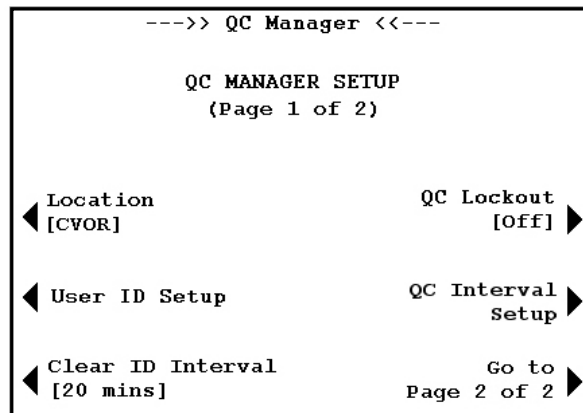 --->> QC Manager <<---
QC MANAGER SETUP
(Page 1 of 2)
Location
[CVOR]
QC Lockout
[Off]
User ID Setup
QC Interval
Setup
Clear ID Interval
[20 mins]
Go to
Page 2 of 2